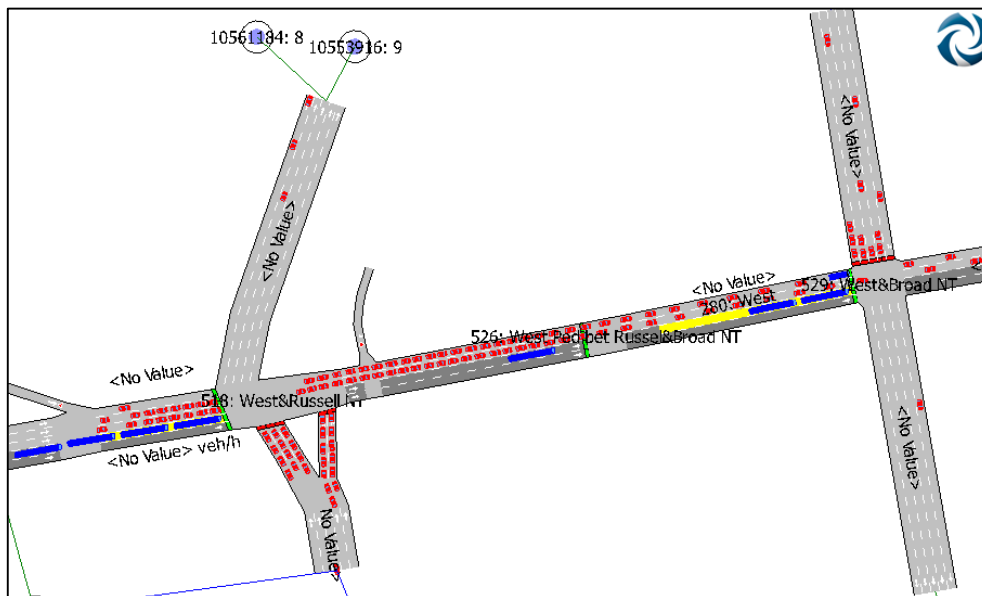 10561184: 8
10553916: 9
<No Value>
<No Value>
<No Value>
529: West&Broad NT
280: West
526: West Ped bet Russel&Broad NT
<No Value>
518: West&Russell NT
<No Value> veh/h
<No Value>
No Value>